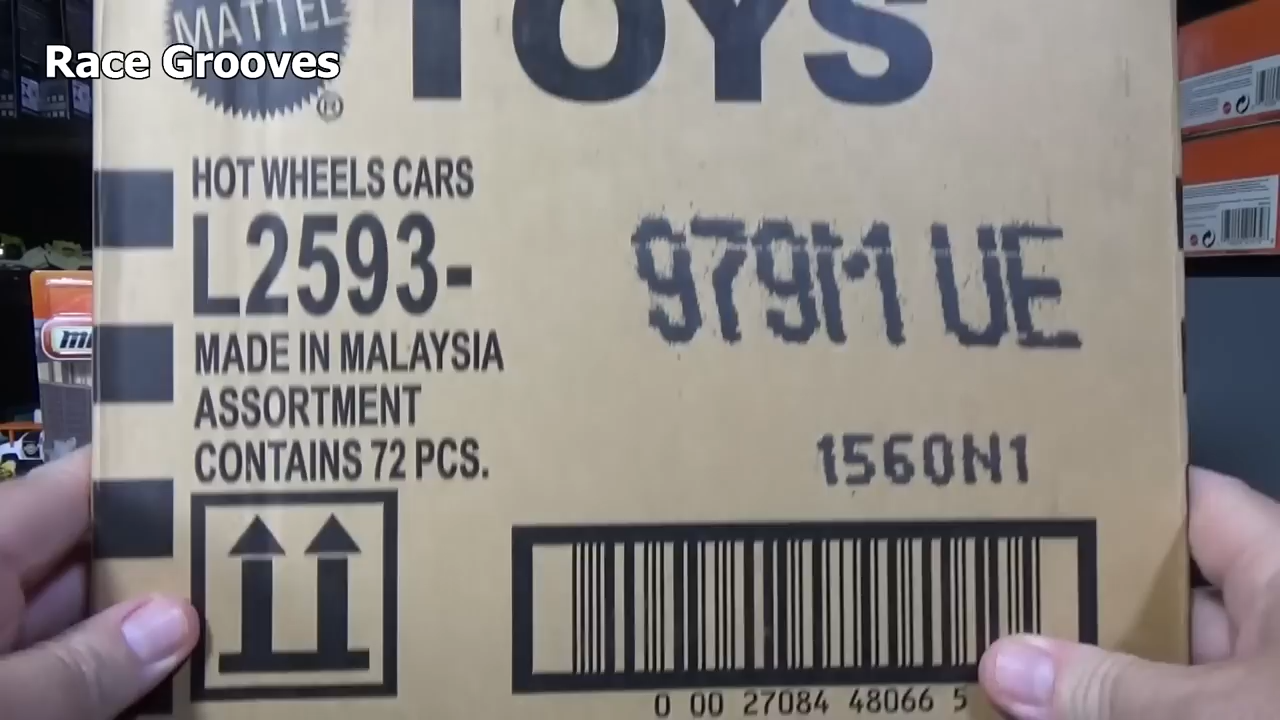 MATTEL
TOYS
Race Grooves
®
HOT WHEELS CARS
L2593-
979M UE
MADE IN MALAYSIA
ASSORTMENT
CONTAINS 72 PCS.
1560N1
0 00 27084 48066 5